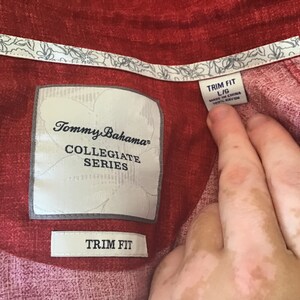 Tommy Bahama®
COLLEGIATE
SERIES
TRIM FIT
TRIM FIT
L/G